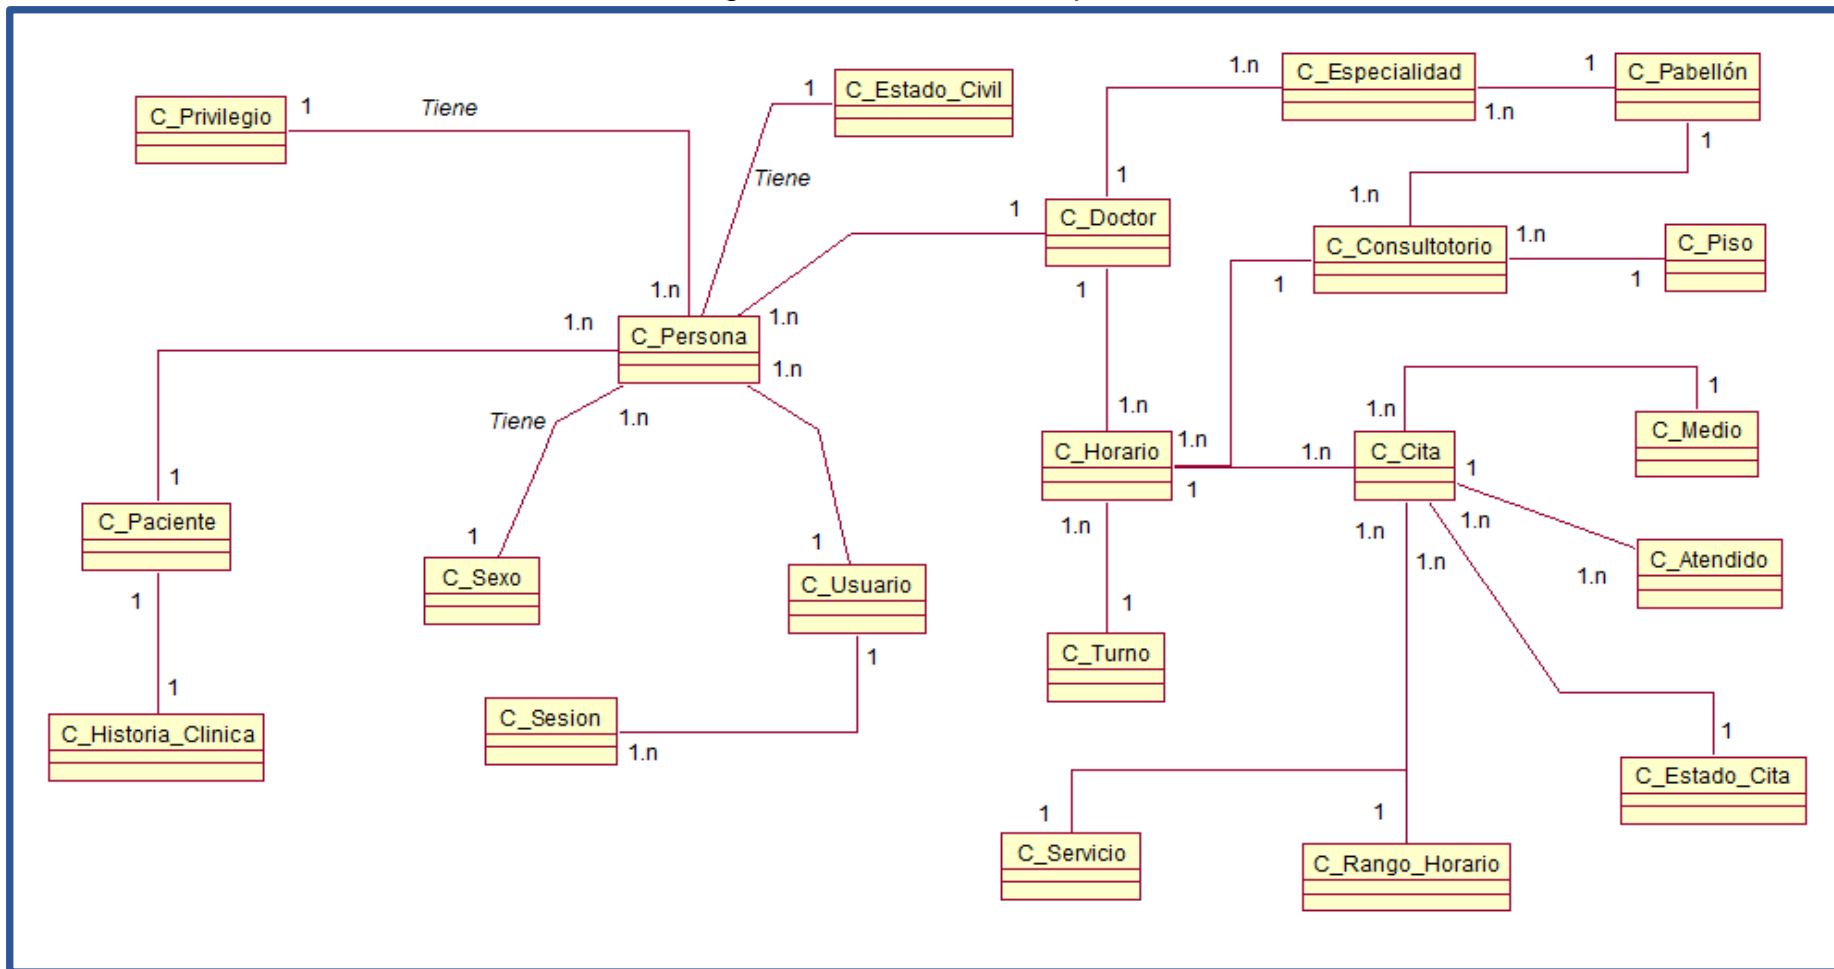 C_Privilegio
1
Tiene
1.n
C_Estado_Civil
1
Tiene
C_Especialidad
1.n
1.n
C_Pabellón
1
1
C_Doctor
1
1
1
C_Consultotorio
1.n
1.n
1
C_Piso
1
C_Persona
1.n
1.n
1.n
1.n
Tiene
C_Horario
1.n
1.n
1
1.n
C_Cita
1.n
1.n
1
1.n
1.n
1.n
C_Medio
1
C_Paciente
1
1
C_Sexo
1
C_Usuario
1
1
C_Atendido
1.n
C_Turno
1
C_Historia_Clinica
1
C_Sesion
1.n
C_Estado_Cita
1
C_Servicio
1
C_Rango_Horario
1